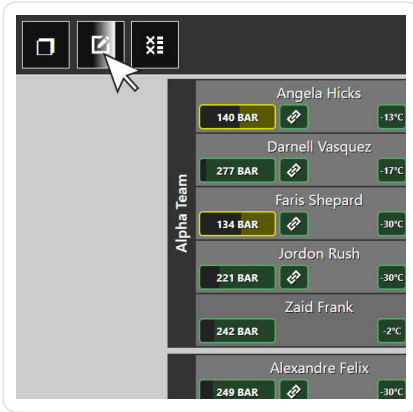 Angela Hicks
140 BAR -13°C
Darnell Vasquez
277 BAR -17°C
Faris Shepard
134 BAR -30°C
Jordon Rush
221 BAR -30°C
Zaid Frank
242 BAR -2°C
Alpha Team
Alexandre Felix
249 BAR -30°C